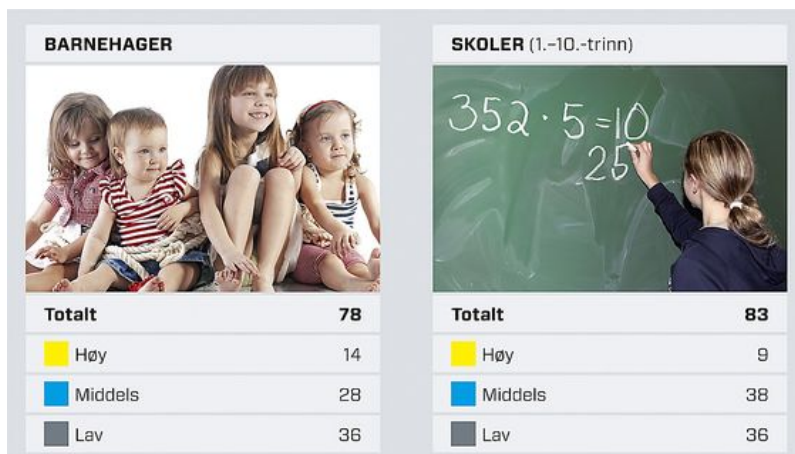 BARNEHAGER
Totalt 78
Høy 14
Middels 28
Lav 36
SKOLER (1.–10.-trinn)
352 · 5 = 10
25
Totalt 83
Høy 9
Middels 38
Lav 36